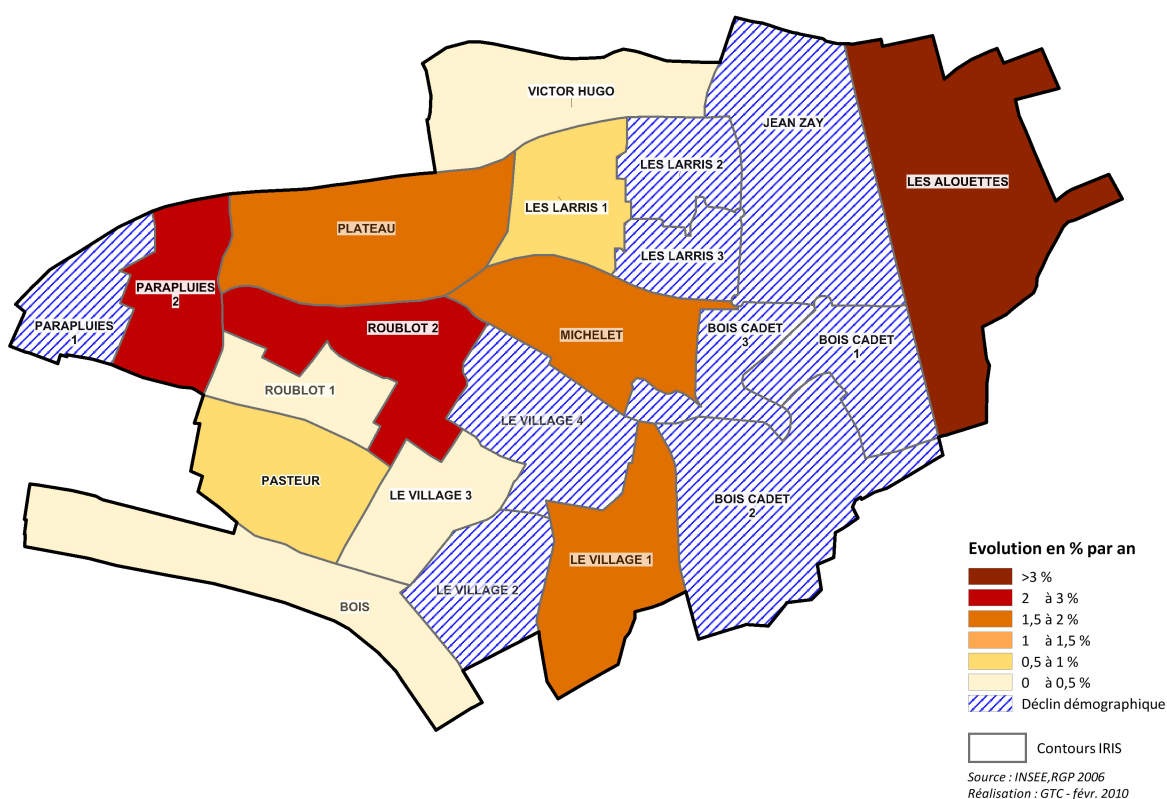 VICTOR HUGO
JEAN ZAY
LES LARRIS 2
LES ALOUETTES
LES LARRIS 1
PLATEAU
LES LARRIS 3
PARAPLUIES
2
PARAPLUIES
1
ROUBLOT 2
MICHELET
BOIS CADET
3
BOIS CADET
1
ROUBLOT 1
LE VILLAGE 4
PASTEUR
LE VILLAGE 3
BOIS CADET
2
LE VILLAGE 1
LE VILLAGE 2
BOIS
Evolution en % par an
>3 %
2 à 3 %
1,5 à 2 %
1 à 1,5 %
0,5 à 1 %
0 à 0,5 %
Déclin démographique
Contours IRIS
Source : INSEE,RGP 2006
Réalisation : GTC - févr. 2010